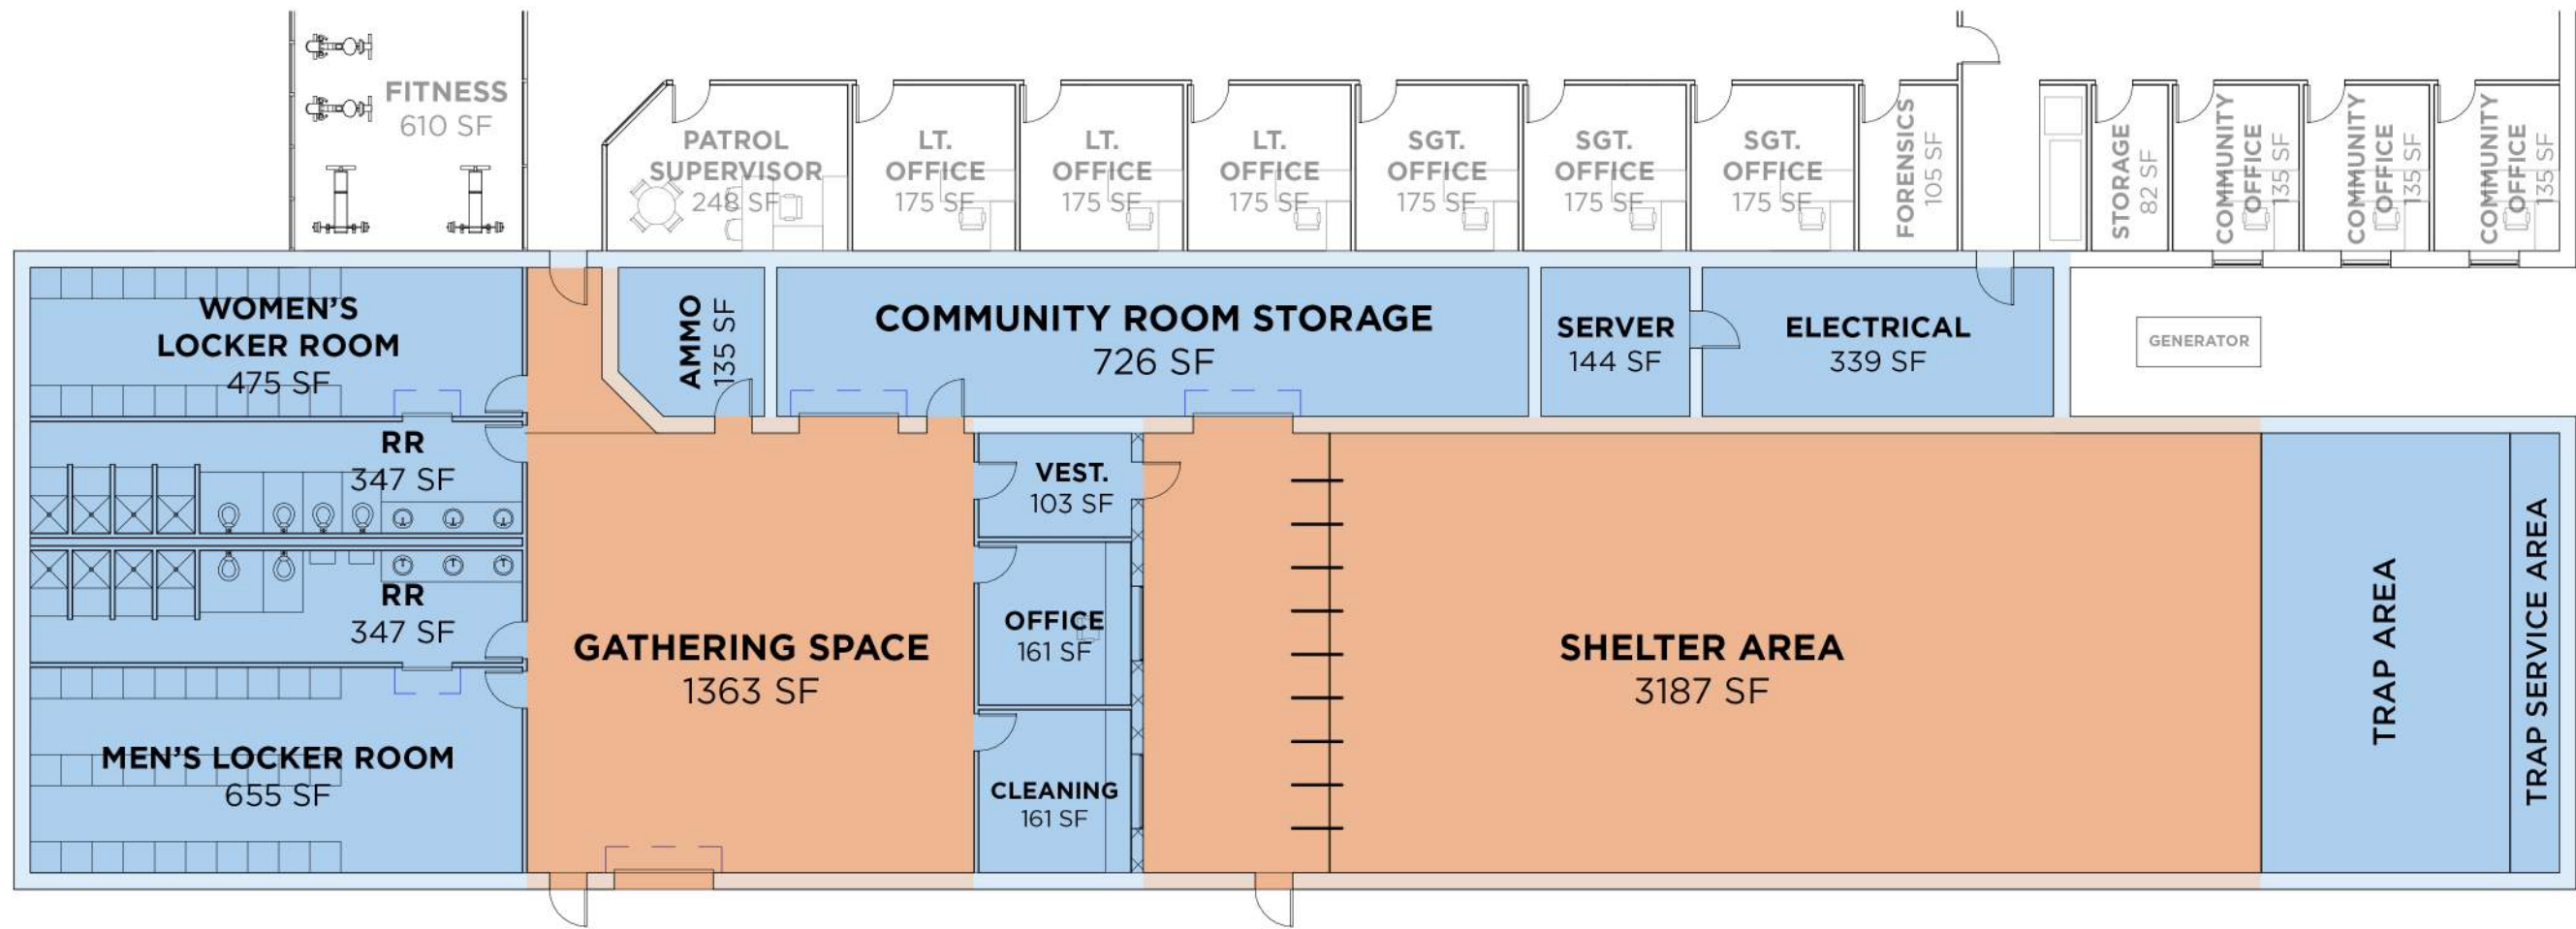 FITNESS
610 SF
PATROL
SUPERVISOR
248 SF
LT.
OFFICE
175 SF
LT.
OFFICE
175 SF
LT.
OFFICE
175 SF
SGT.
OFFICE
175 SF
SGT.
OFFICE
175 SF
SGT.
OFFICE
175 SF
FORENSICS
105 SF
STORAGE
82 SF
COMMUNITY
OFFICE
135 SF
COMMUNITY
OFFICE
135 SF
COMMUNITY
OFFICE
135 SF
WOMEN'S
LOCKER ROOM
475 SF
AMMO
135 SF
COMMUNITY ROOM STORAGE
726 SF
SERVER
144 SF
ELECTRICAL
339 SF
GENERATOR
RR
347 SF
VEST.
103 SF
RR
347 SF
OFFICE
161 SF
GATHERING SPACE
1363 SF
SHELTER AREA
3187 SF
TRAP AREA
TRAP SERVICE AREA
MEN'S LOCKER ROOM
655 SF
CLEANING
161 SF